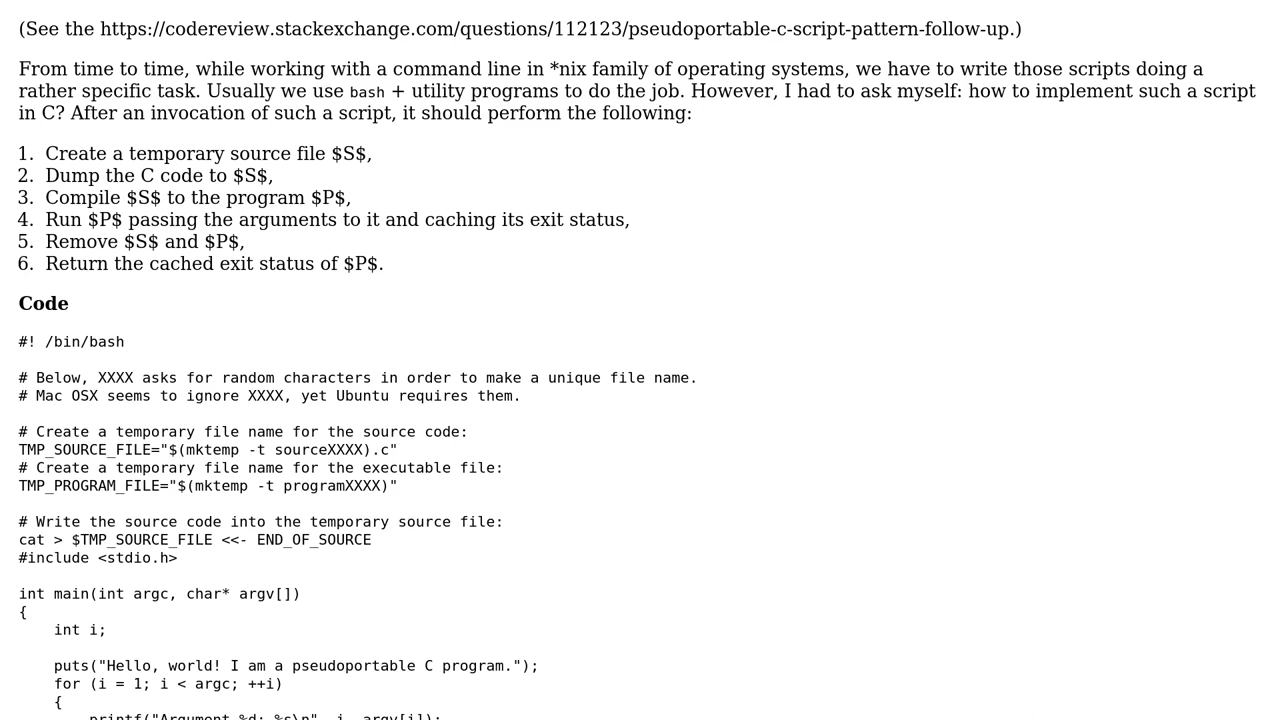 (See the https://codereview.stackexchange.com/questions/112123/pseudoportable-c-script-pattern-follow-up.)
From time to time, while working with a command line in *nix family of operating systems, we have to write those scripts doing a
rather specific task. Usually we use bash + utility programs to do the job. However, I had to ask myself: how to implement such a script
in C? After an invocation of such a script, it should perform the following:
1. Create a temporary source file $S$,
2. Dump the C code to $S$,
3. Compile $S$ to the program $P$,
4. Run $P$ passing the arguments to it and caching its exit status,
5. Remove $S$ and $P$,
6. Return the cached exit status of $P$.
Code
#! /bin/bash
# Below, XXXX asks for random characters in order to make a unique file name.
# Mac OSX seems to ignore XXXX, yet Ubuntu requires them.
# Create a temporary file name for the source code:
TMP_SOURCE_FILE="$(mktemp -t sourceXXXX).c"
# Create a temporary file name for the executable file:
TMP_PROGRAM_FILE="$(mktemp -t programXXXX)"
# Write the source code into the temporary source file:
cat > $TMP_SOURCE_FILE <<- END_OF_SOURCE
#include <stdio.h>
int main(int argc, char* argv[])
{
    int i;
    puts("Hello, world! I am a pseudoportable C program.");
    for (i = 1; i < argc; ++i)
    {
        printf("Argument %d: %s\n", i, argv[i]);